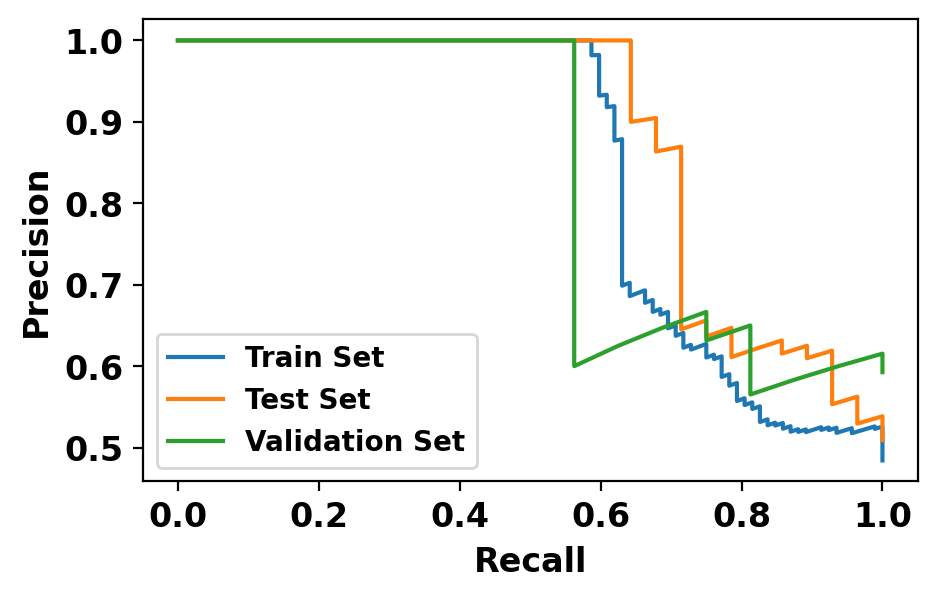 1.0
0.9
0.8
0.7
0.6
0.5
Precision
Train Set
Test Set
Validation Set
0.0 0.2 0.4 0.6 0.8 1.0
Recall